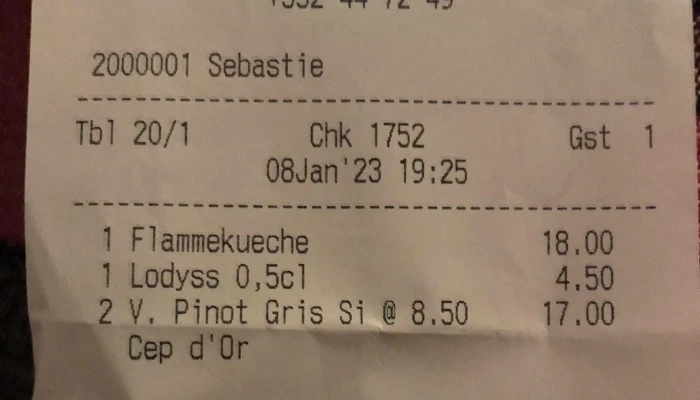 2000001 Sebastie
Tbl 20/1 Chk 1752 Gst 1
08Jan'23 19:25
1 Flammekueche 18.00
1 Lodyss 0,5cl 4.50
2 V. Pinot Gris Si @ 8.50 17.00
Cep d'Or